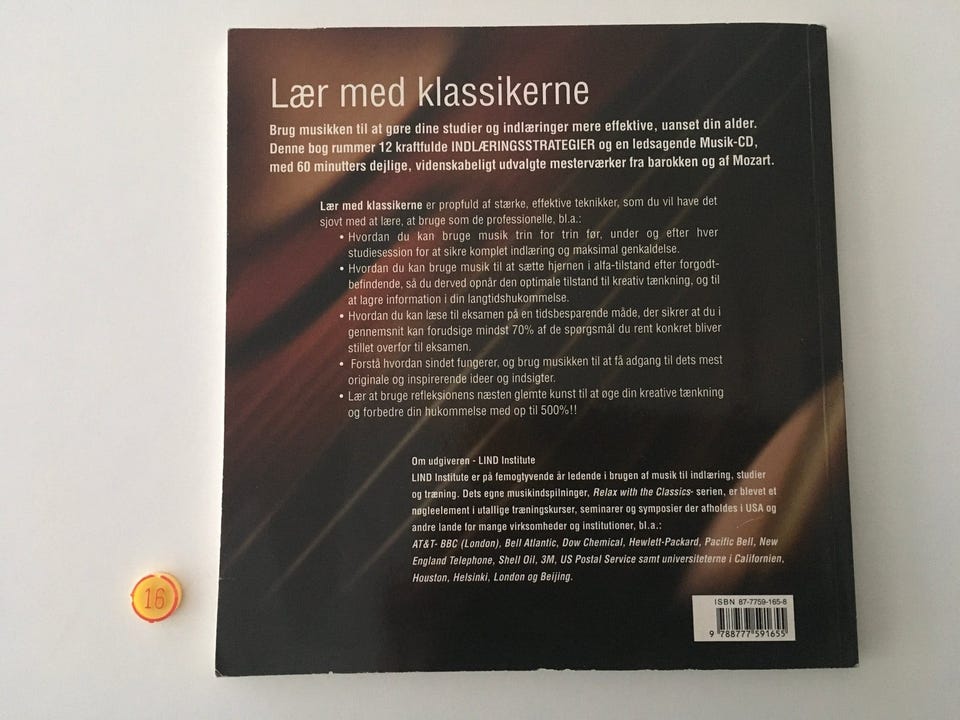 Lær med klassikerne
Brug musikken til at gøre dine studier og indlæringer mere effektive, uanset din alder.
Denne bog rummer 12 kraftfulde INDLÆRINGSSTRATEGIER og en ledsagende Musik-CD,
med 60 minutters dejlige, videnskabeligt udvalgte mesterværker fra barokken og af Mozart.
Lær med klassikerne er propfuld af stærke, effektive teknikker, som du vil have det
sjovt med at lære, at bruge som de professionelle, bl.a.:
• Hvordan du kan bruge musik trin for trin før, under og efter hver
studiesession for at sikre komplet indlæring og maksimal genkaldelse.
• Hvordan du kan bruge musik til at sætte hjernen i alfa-tilstand efter forgodt-
befindende, så du derved opnår den optimale tilstand til kreativ tænkning, og til
at lagre information i din langtidshukommelse.
• Hvordan du kan læse til eksamen på en tidsbesparende måde, der sikrer at du i
gennemsnit kan forudsige mindst 70% af de spørgsmål du rent konkret bliver
stillet overfor til eksamen.
• Forstå hvordan sindet fungerer, og brug musikken til at få adgang til dets mest
originale og inspirerende ideer og indsigter.
• Lær at bruge refleksionens næsten glemte kunst til at øge din kreative tænkning
og forbedre din hukommelse med op til 500%!!
Om udgiveren - LIND Institute
LIND Institute er på femogtyvende år ledende i brugen af musik til indlæring, studier
og træning. Dets egne musikindspilninger, Relax with the Classics- serien, er blevet et
nøgleelement i utallige træningskurser, seminarer og symposier der afholdes i USA og
andre lande for mange virksomheder og institutioner, bl.a.:
AT&T- BBC (London), Bell Atlantic, Dow Chemical, Hewlett-Packard, Pacific Bell, New
England Telephone, Shell Oil, 3M, US Postal Service samt universiteterne i Californien,
Houston, Helsinki, London og Beijing.
ISBN 87-7759-165-8
9 788777 591655
16